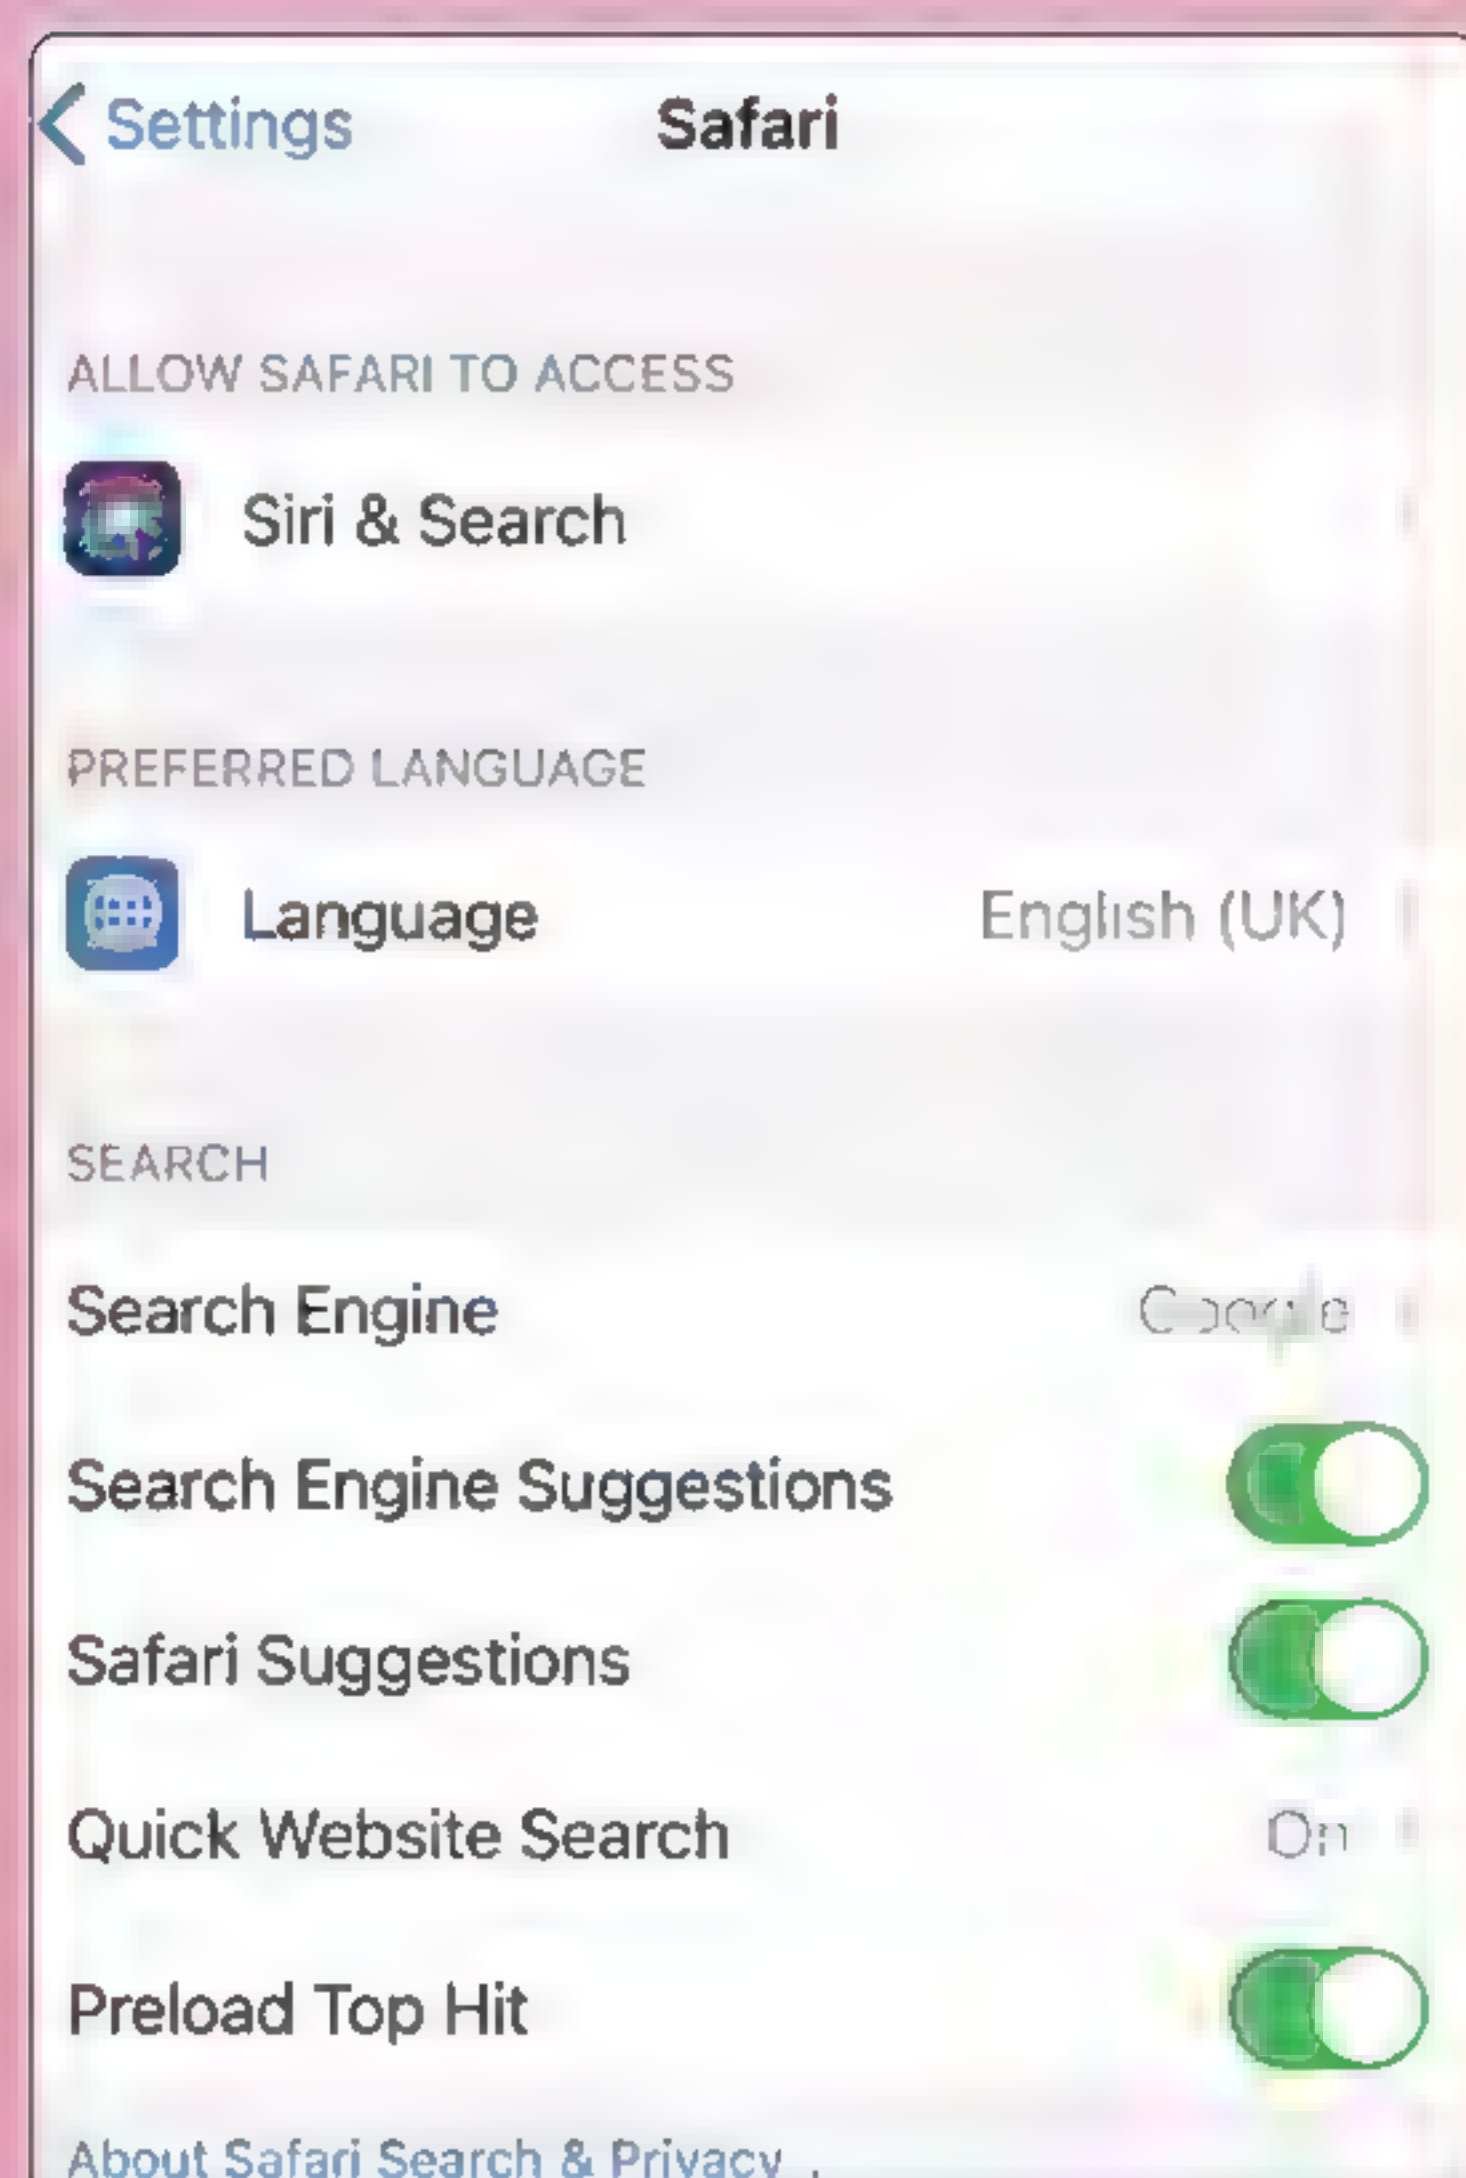 Settings Safari
ALLOW SAFARI TO ACCESS
Siri & Search
PREFERRED LANGUAGE
Language English (UK)
SEARCH
Search Engine Google
Search Engine Suggestions
Safari Suggestions
Quick Website Search On
Preload Top Hit
About Safari Search & Privacy